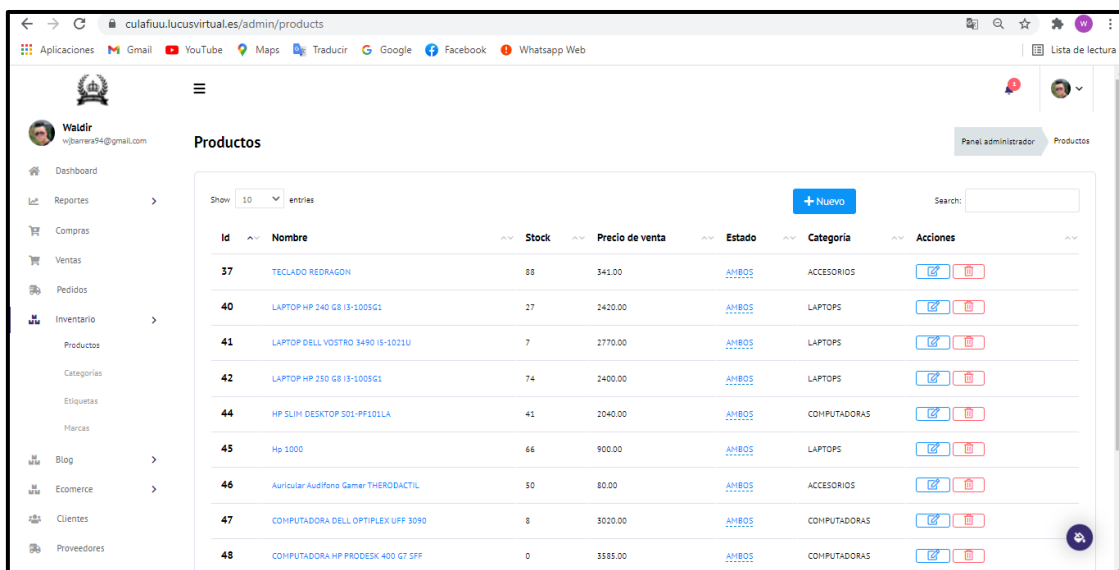 culafiuu.lucusvirtual.es/admin/products
W
Aplicaciones Gmail YouTube Maps Traducir Google Facebook Whatsapp Web Lista de lectura
1
Waldir
wjbarrera94@gmail.com
Productos
Panel administrador Productos
Dashboard
Reportes
Compras
Ventas
Pedidos
Inventario
Productos
Categorías
Etiquetas
Marcas
Blog
Ecomerce
Clientes
Proveedores
Show 10 entries
+ Nuevo
Search:
Id Nombre Stock Precio de venta Estado Categoría Acciones
37 TECLADO REDRAGON 88 341.00 AMBOS ACCESORIOS
40 LAPTOP HP 240 G8 I3-1005G1 27 2420.00 AMBOS LAPTOPS
41 LAPTOP DELL VOSTRO 3490 I5-1021U 7 2770.00 AMBOS LAPTOPS
42 LAPTOP HP 250 G8 I3-1005G1 74 2400.00 AMBOS LAPTOPS
44 HP SLIM DESKTOP S01-PF101LA 41 2040.00 AMBOS COMPUTADORAS
45 Hp 1000 66 900.00 AMBOS LAPTOPS
46 Auricular Audifono Gamer THERODACTIL 50 80.00 AMBOS ACCESORIOS
47 COMPUTADORA DELL OPTIPLEX UFF 3090 8 3020.00 AMBOS COMPUTADORAS
48 COMPUTADORA HP PRODESK 400 G7 SFF 0 3585.00 AMBOS COMPUTADORAS